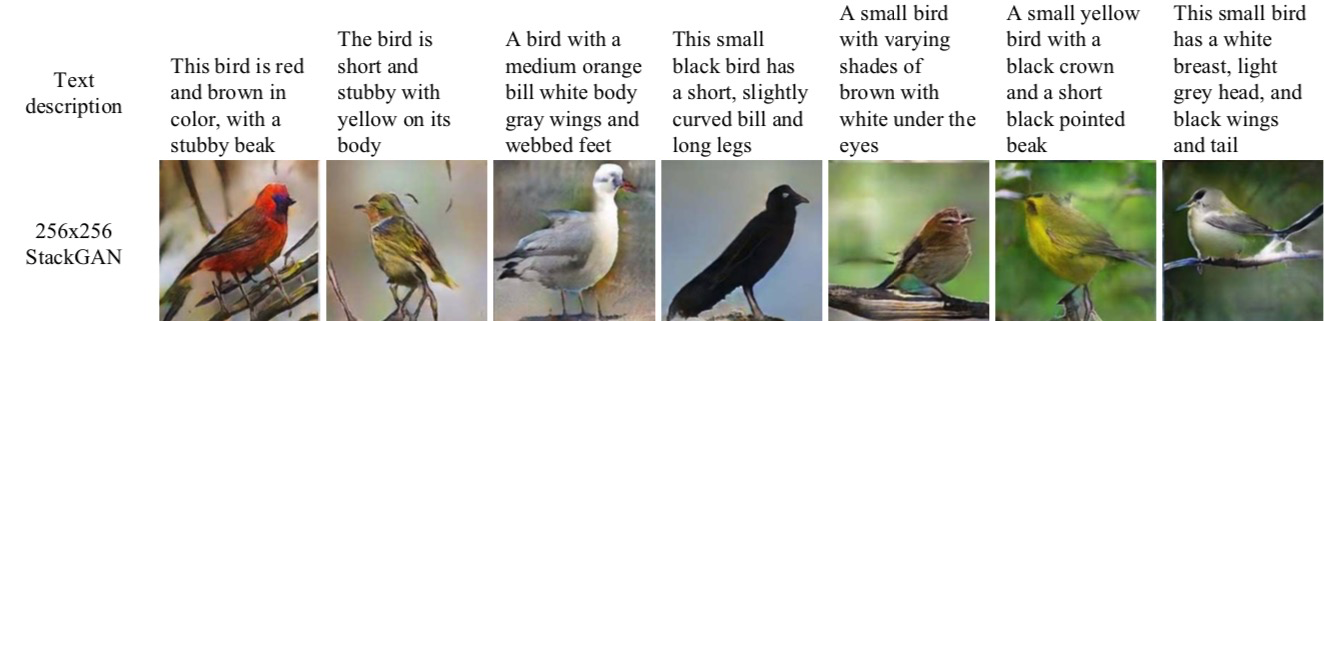 Text
description
This bird is red
and brown in
color, with a
stubby beak
The bird is
short and
stubby with
yellow on its
body
A bird with a
medium orange
bill white body
gray wings and
webbed feet
This small
black bird has
a short, slightly
curved bill and
long legs
A small bird
with varying
shades of
brown with
white under the
eyes
A small yellow
bird with a
black crown
and a short
black pointed
beak
This small bird
has a white
breast, light
grey head, and
black wings
and tail
256x256
StackGAN